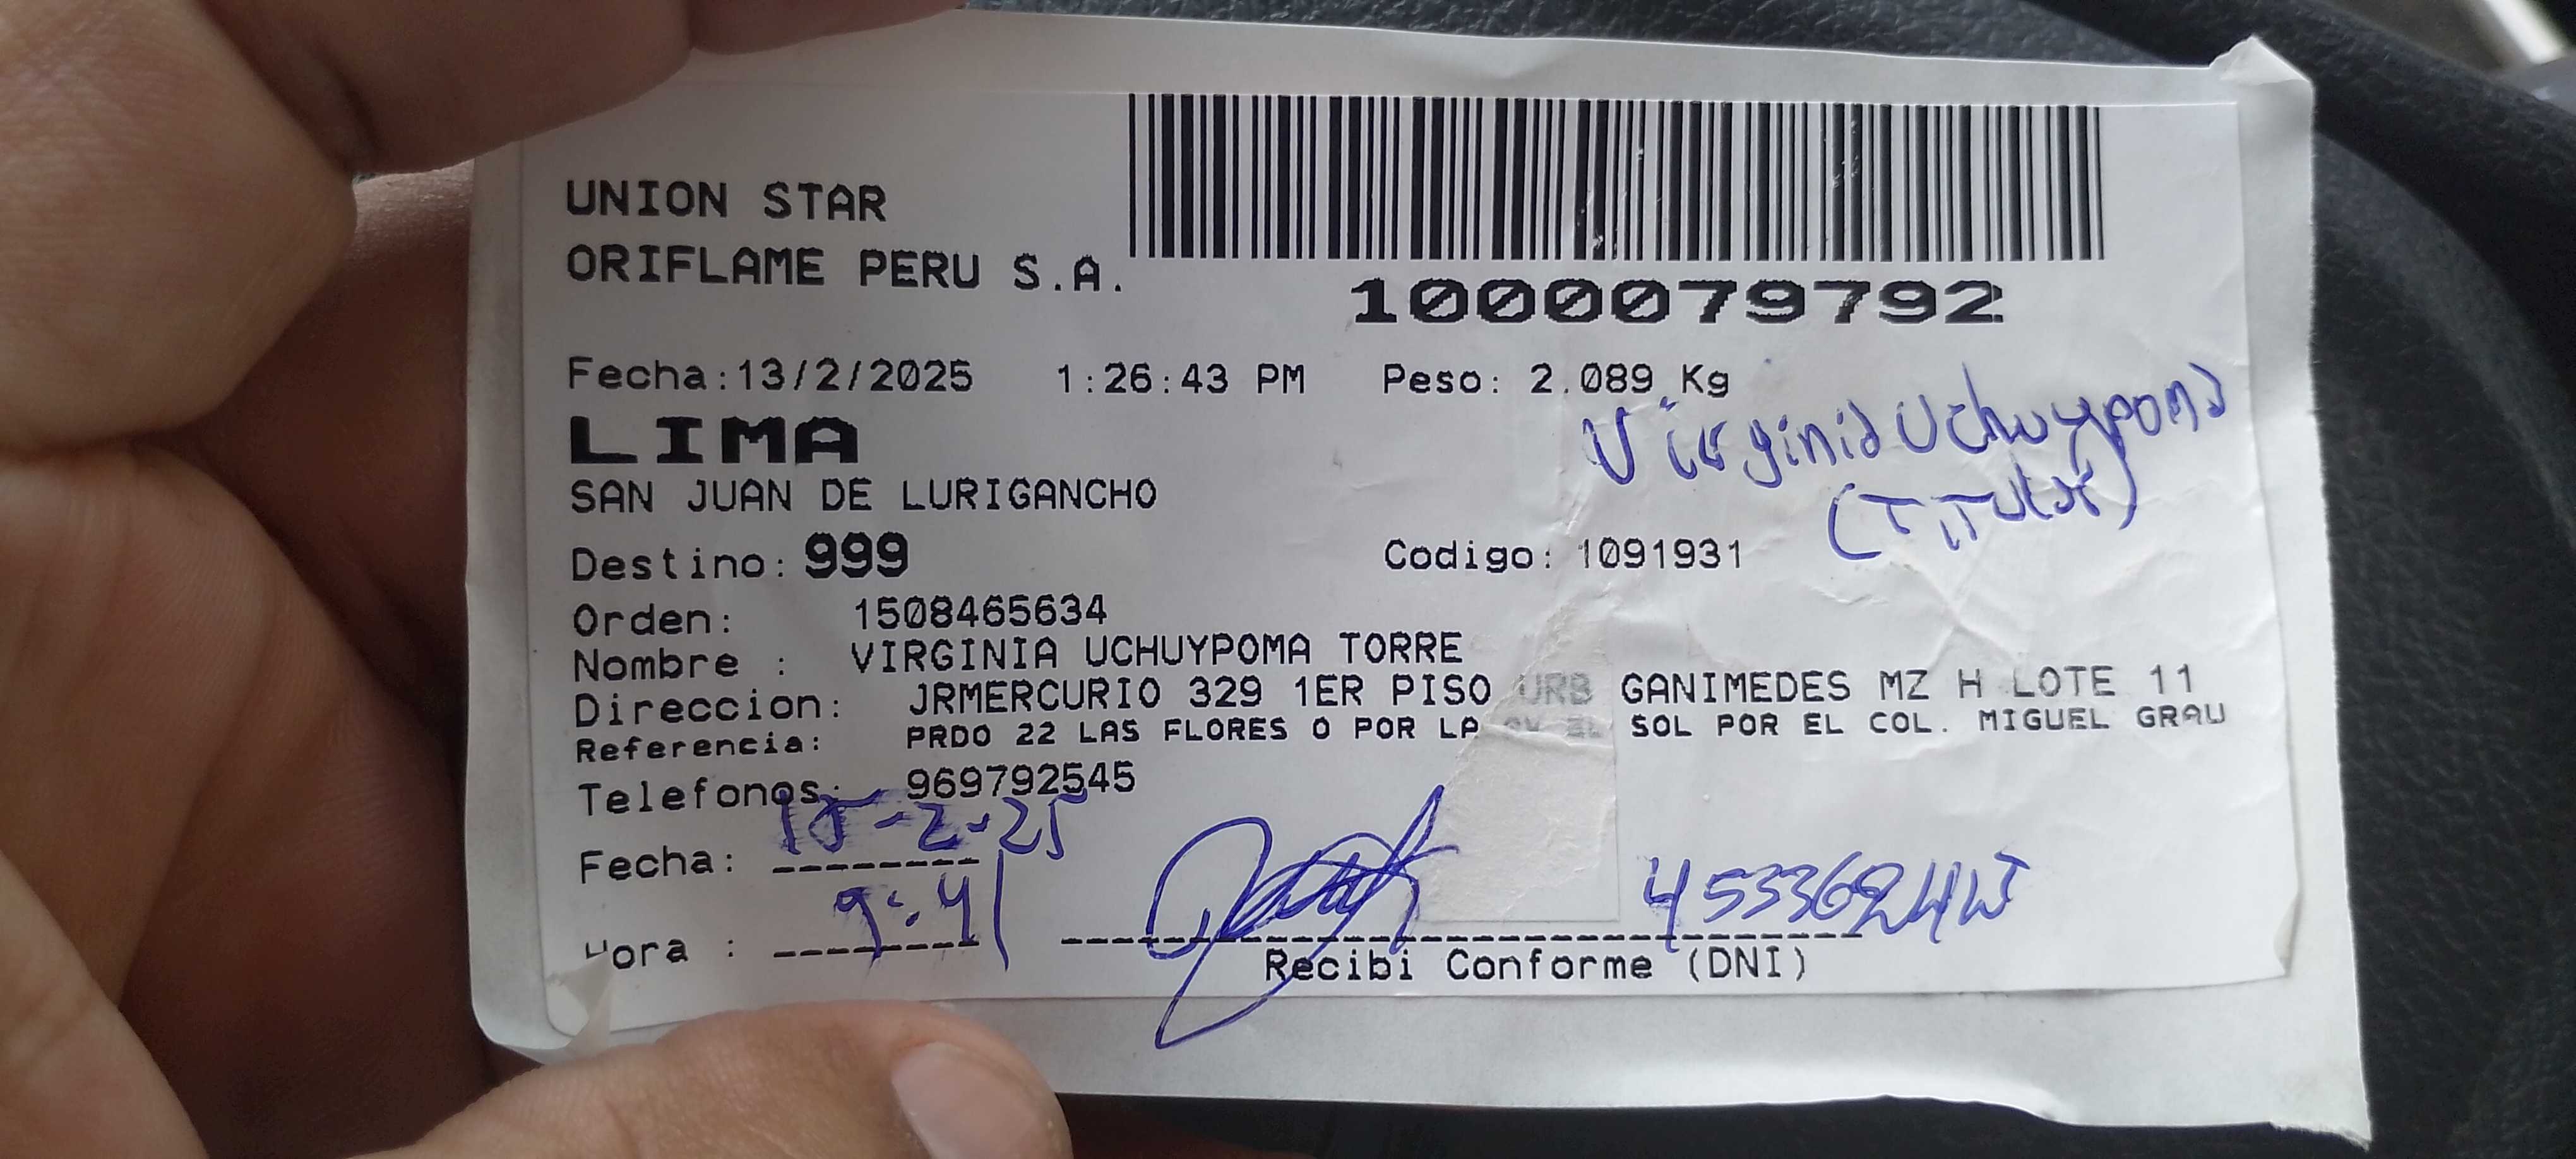 UNION STAR
ORIFLAME PERU S.A.
1000079792
Fecha:13/2/2025 1:26:43 PM Peso: 2.089 Kg
LIMA
Virginia Uchuypoma
(TiTular)
SAN JUAN DE LURIGANCHO
Destino: 999 Codigo: 1091931
Orden: 1508465634
Nombre : VIRGINIA UCHUYPOMA TORRE
Direccion: JRMERCURIO 329 1ER PISO URB GANIMEDES MZ H LOTE 11
Referencia: PRDO 22 LAS FLORES O POR LA AV EL SOL POR EL COL. MIGUEL GRAU
Telefonos: 969792545
Fecha: 15-2-25
Hora : 9:41
Recibi Conforme (DNI)